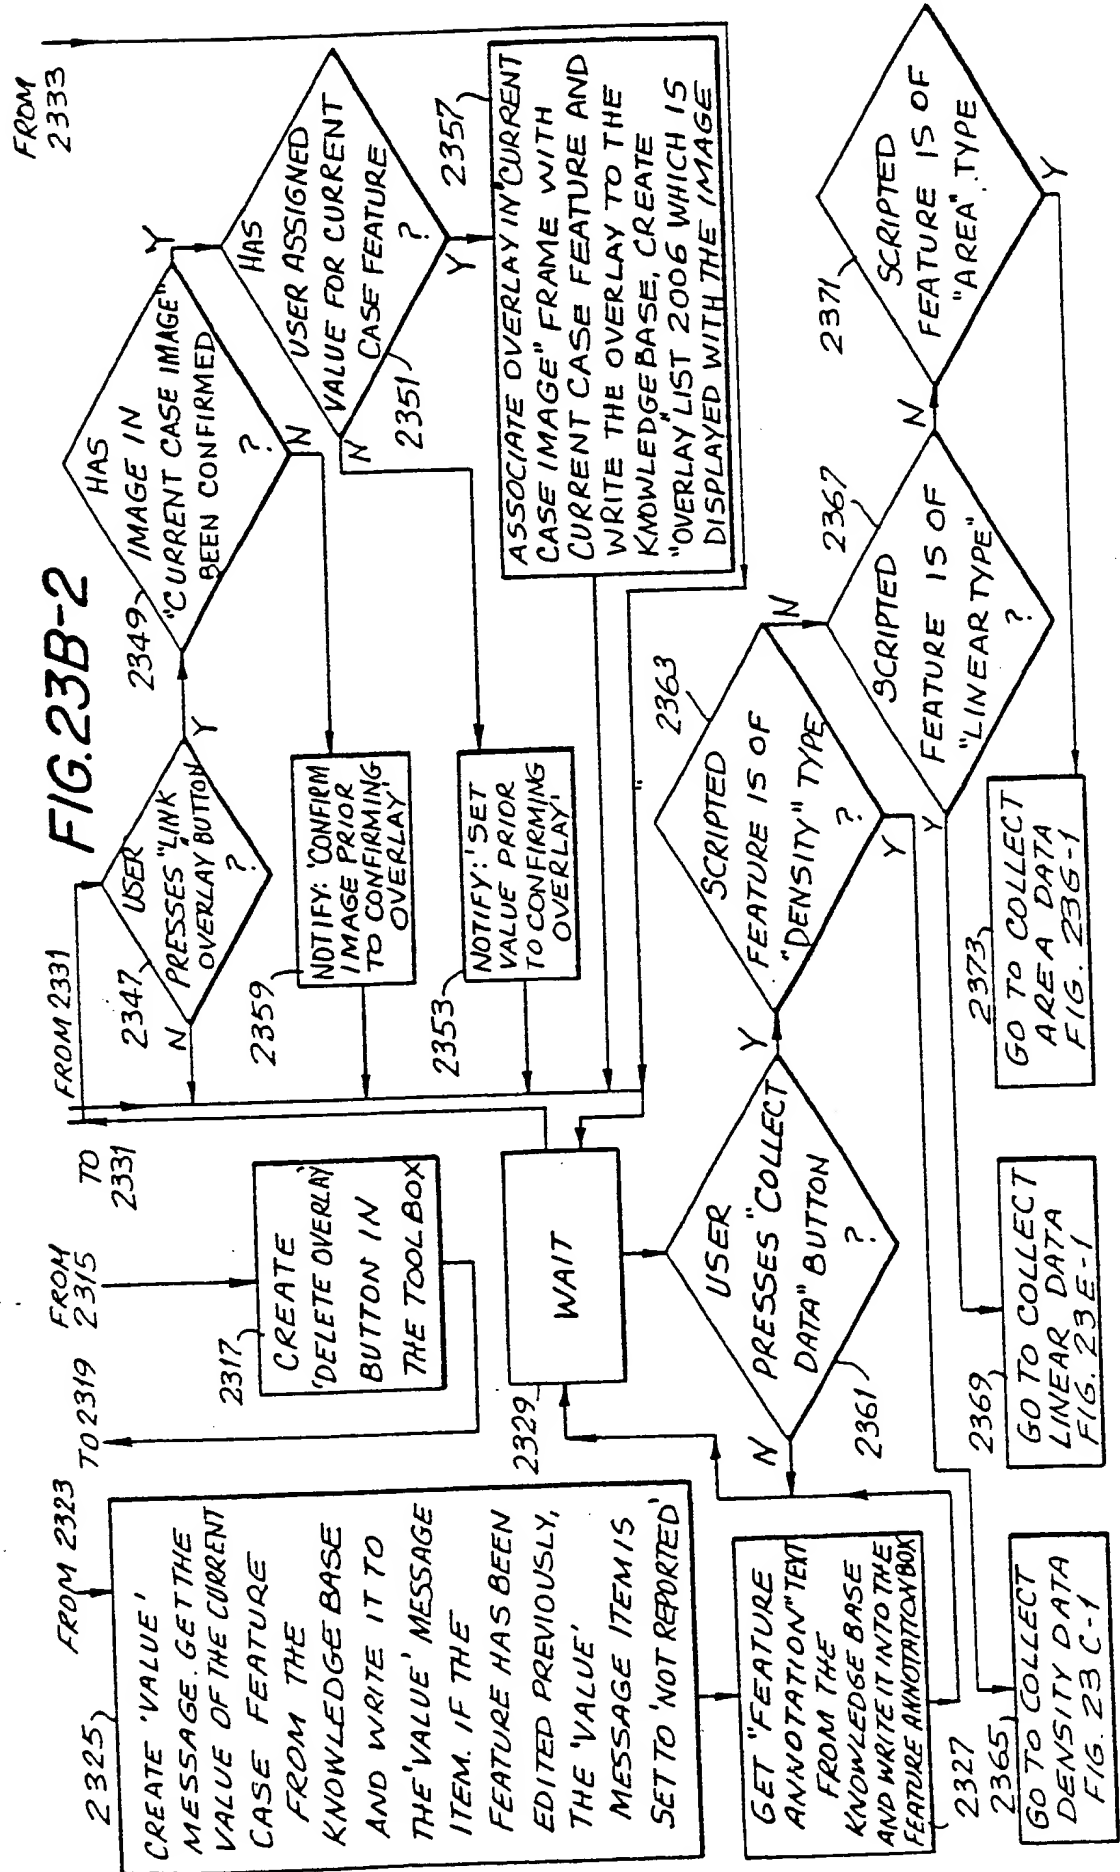 FIG. 23B-2
FROM 2323
2325
CREATE 'VALUE'
MESSAGE. GET THE
VALUE OF THE CURRENT
CASE FEATURE
FROM THE
KNOWLEDGE BASE
AND WRITE IT TO
THE 'VALUE' MESSAGE
ITEM. IF THE
FEATURE HAS BEEN
EDITED PREVIOUSLY,
THE 'VALUE'
MESSAGE ITEM IS
SET TO 'NOT REPORTED'
GET "FEATURE
ANNOTATION" TEXT
FROM THE
KNOWLEDGE BASE
AND WRITE IT INTO THE
FEATURE ANNOTATION BOX
2327
TO 2319
FROM
2315
2317
CREATE
'DELETE OVERLAY'
BUTTON IN
THE TOOL BOX
TO
2331
FROM 2331
2329
WAIT
2347
USER
PRESSES "LINK
OVERLAY BUTTON
?
N
Y
2349
HAS
IMAGE IN
"CURRENT CASE IMAGE"
BEEN CONFIRMED
?
N
Y
HAS
USER ASSIGNED
VALUE FOR CURRENT
CASE FEATURE
?
2351
N
Y
2359
NOTIFY: 'CONFIRM
IMAGE PRIOR
TO CONFIRMING
OVERLAY'
2353
NOTIFY: 'SET
VALUE PRIOR
TO CONFIRMING
OVERLAY'
FROM
2333
2357
ASSOCIATE OVERLAY IN "CURRENT
CASE IMAGE" FRAME WITH
CURRENT CASE FEATURE AND
WRITE THE OVERLAY TO THE
KNOWLEDGE BASE, CREATE
"OVERLAY" LIST 2006 WHICH IS
DISPLAYED WITH THE IMAGE
USER
PRESSES "COLLECT
DATA" BUTTON
?
2361
N
Y
2363
SCRIPTED
FEATURE IS OF
"DENSITY" TYPE
?
Y
N
2367
SCRIPTED
FEATURE IS OF
"LINEAR TYPE"
?
Y
N
2371
SCRIPTED
FEATURE IS OF
"AREA" TYPE
Y
2365
GO TO COLLECT
DENSITY DATA
FIG. 23C-1
2369
GO TO COLLECT
LINEAR DATA
FIG. 23E-1
2373
GO TO COLLECT
AREA DATA
FIG. 23G-1